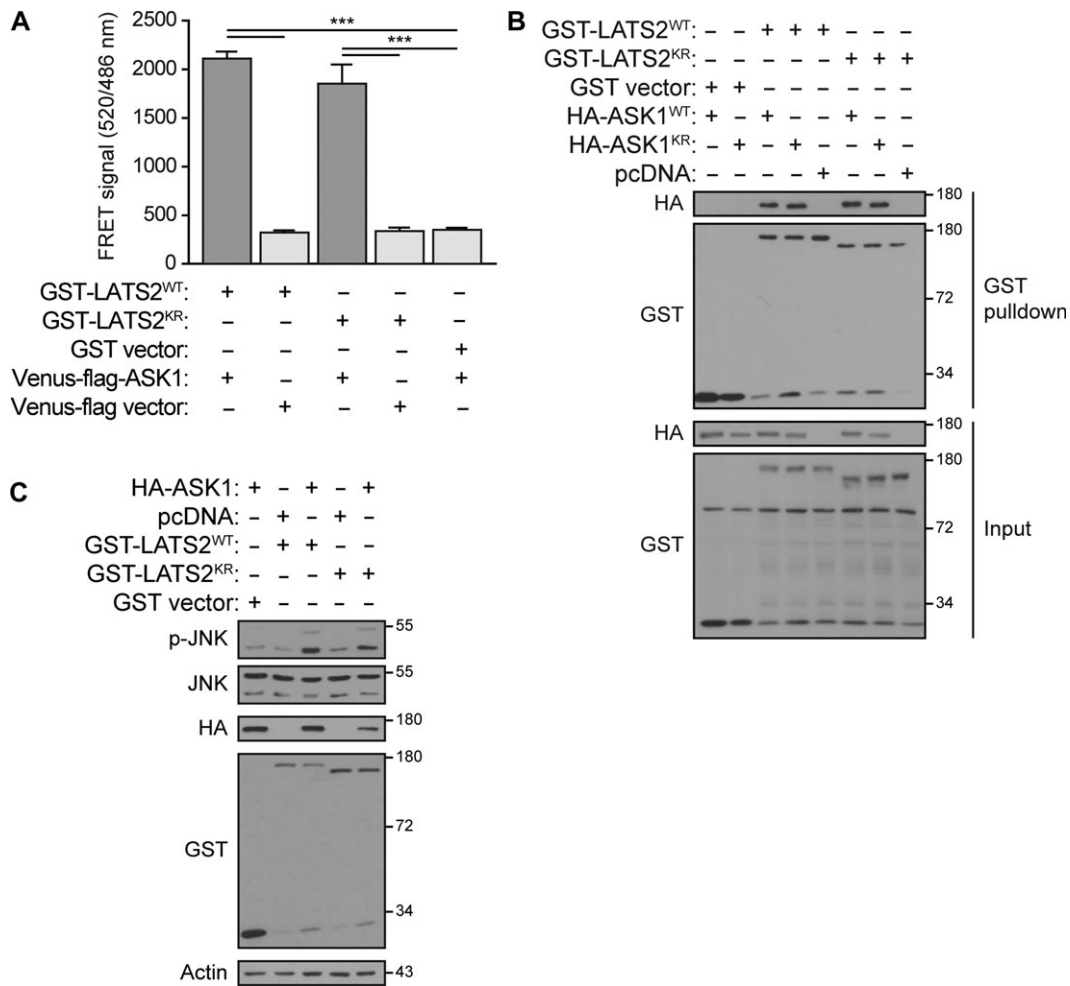 A
***
***
FRET signal (520/486 nm)
2500
2000
1500
1000
500
0
GST-LATS2WT: + + – – –
GST-LATS2KR: – – + + –
GST vector: – – – – +
Venus-flag-ASK1: + – + – +
Venus-flag vector: – + – + –
B
GST-LATS2WT: – – + + + – – –
GST-LATS2KR: – – – – – + + +
GST vector: + + – – – – – –
HA-ASK1WT: + – + – – + – –
HA-ASK1KR: – + – + – – + –
pcDNA: – – – – + – – +
HA
180
GST
180
72
34
GST
pulldown
HA
180
GST
180
72
34
Input
C
HA-ASK1: + – + – +
pcDNA: – + – + –
GST-LATS2WT: – + + – –
GST-LATS2KR: – – – + +
GST vector: + – – – –
p-JNK
55
JNK
55
HA
180
GST
180
72
34
Actin
43